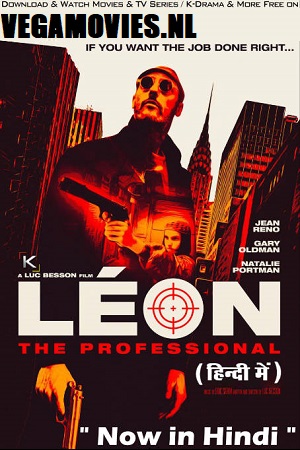 Download & Watch Movies & TV Series / K-Drama & More Free on
VEGAMOVIES.NL
IF YOU WANT THE JOB DONE RIGHT...
JEAN
RENO
GARY
OLDMAN
NATALIE
PORTMAN
K
A LUC BESSON FILM
LÉON
THE PROFESSIONAL
( हिन्दी में )
" Now in Hindi "